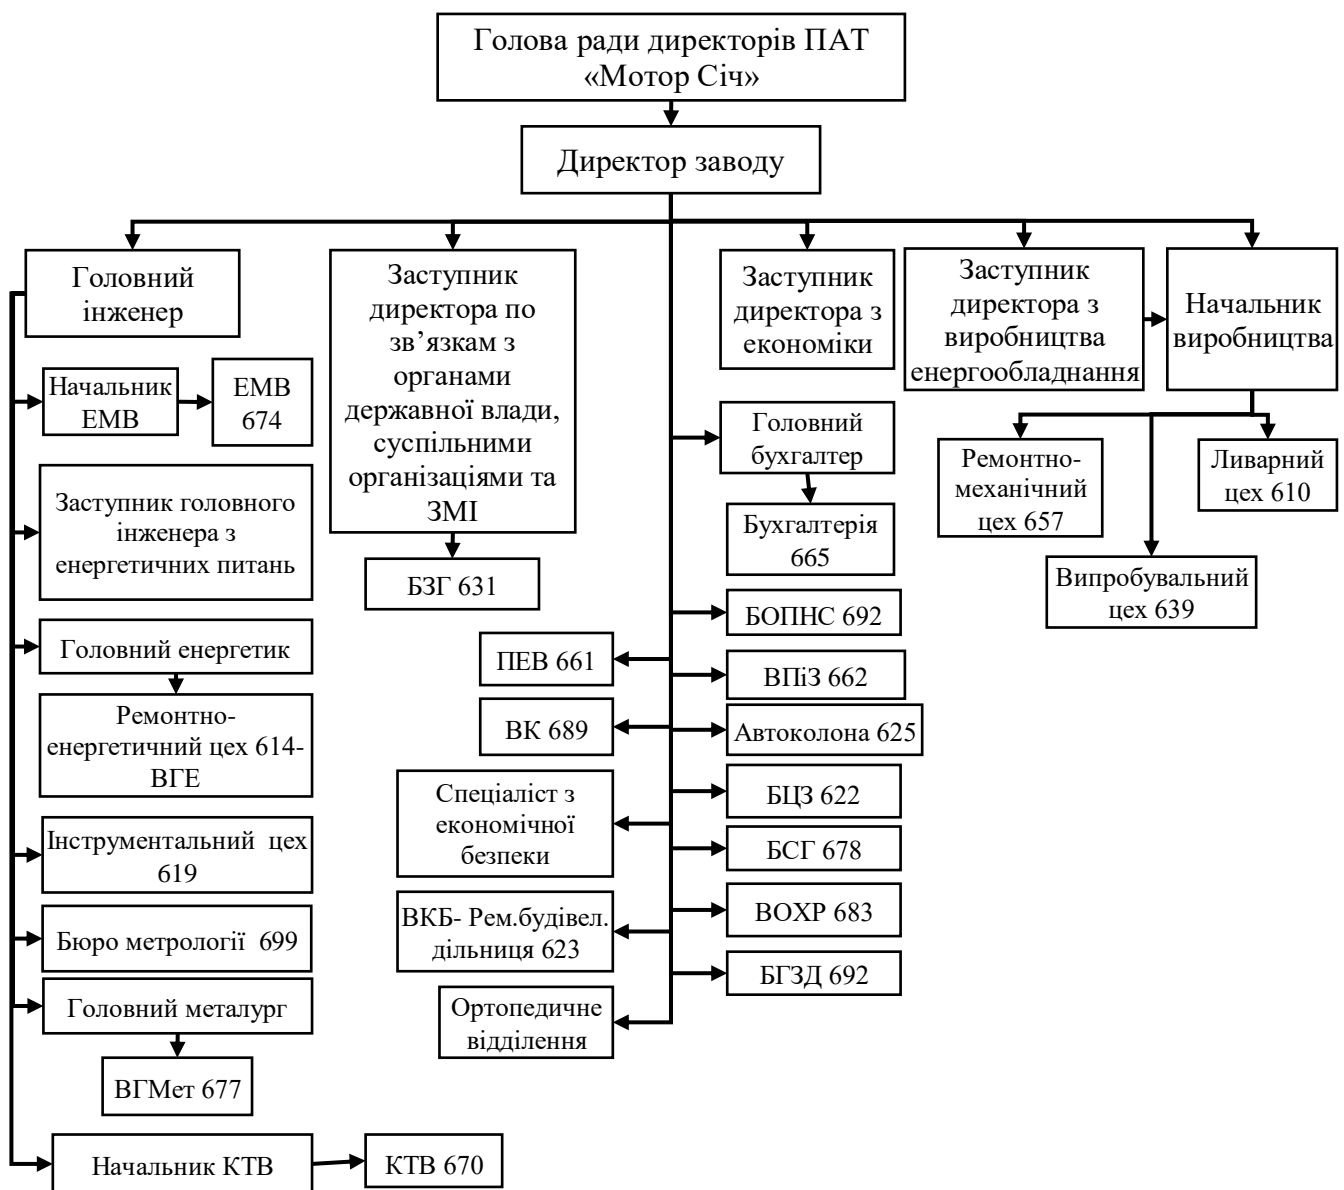 Голова ради директорів ПАТ
«Мотор Січ»
Директор заводу
Головний
інженер
Заступник
директора по
зв’язкам з
органами
державної влади,
суспільними
організаціями та
ЗМІ
Заступник
директора з
економіки
Заступник
директора з
виробництва
енергообладнання
Начальник
виробництва
Начальник
ЕМВ
ЕМВ
674
Заступник головного
інженера з
енергетичних питань
Головний енергетик
Ремонтно-
енергетичний цех 614-
ВГЕ
Інструментальний цех
619
Бюро метрології 699
Головний металург
ВГМет 677
Начальник КТВ
КТВ 670
БЗГ 631
ПЕВ 661
ВК 689
Спеціаліст з
економічної
безпеки
ВКБ- Рем.будівел.
дільниця 623
Ортопедичне
відділення
Головний
бухгалтер
Бухгалтерія
665
БОПНС 692
ВПіЗ 662
Автоколона 625
БЦЗ 622
БСГ 678
ВОХР 683
БГЗД 692
Ремонтно-
механічний
цех 657
Ливарний
цех 610
Випробувальний
цех 639